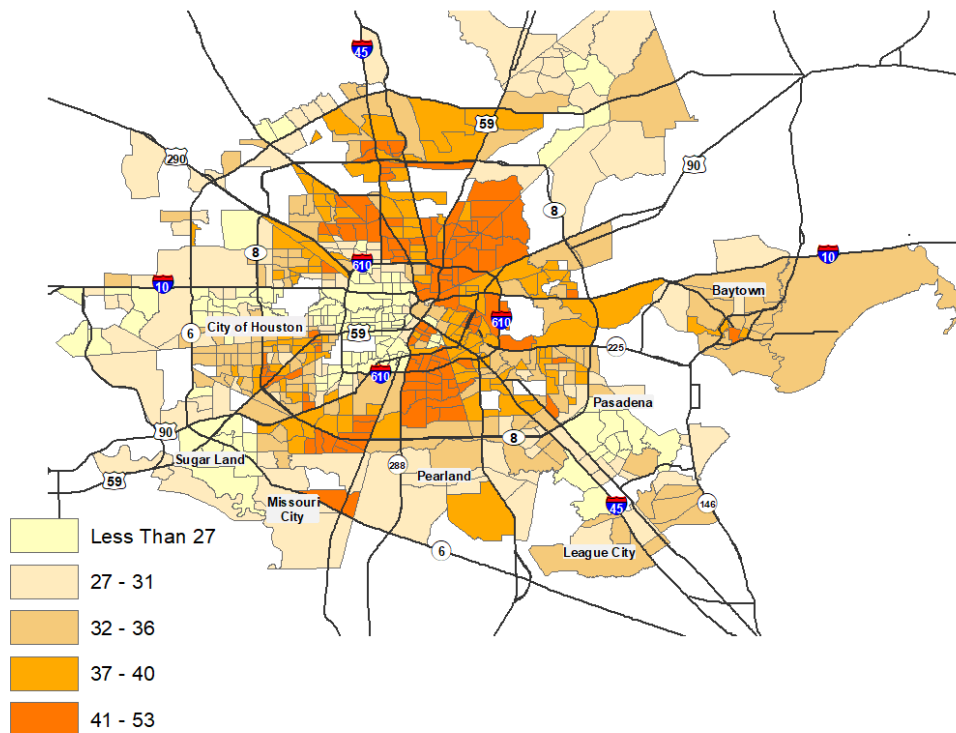 45
59
290
90
8
10
8
610
10
Baytown
6
City of Houston
59
610
225
610
Pasadena
90
8
Sugar Land
288
Pearland
59
Missouri
City
45
146
6
League City
Less Than 27
27 - 31
32 - 36
37 - 40
41 - 53